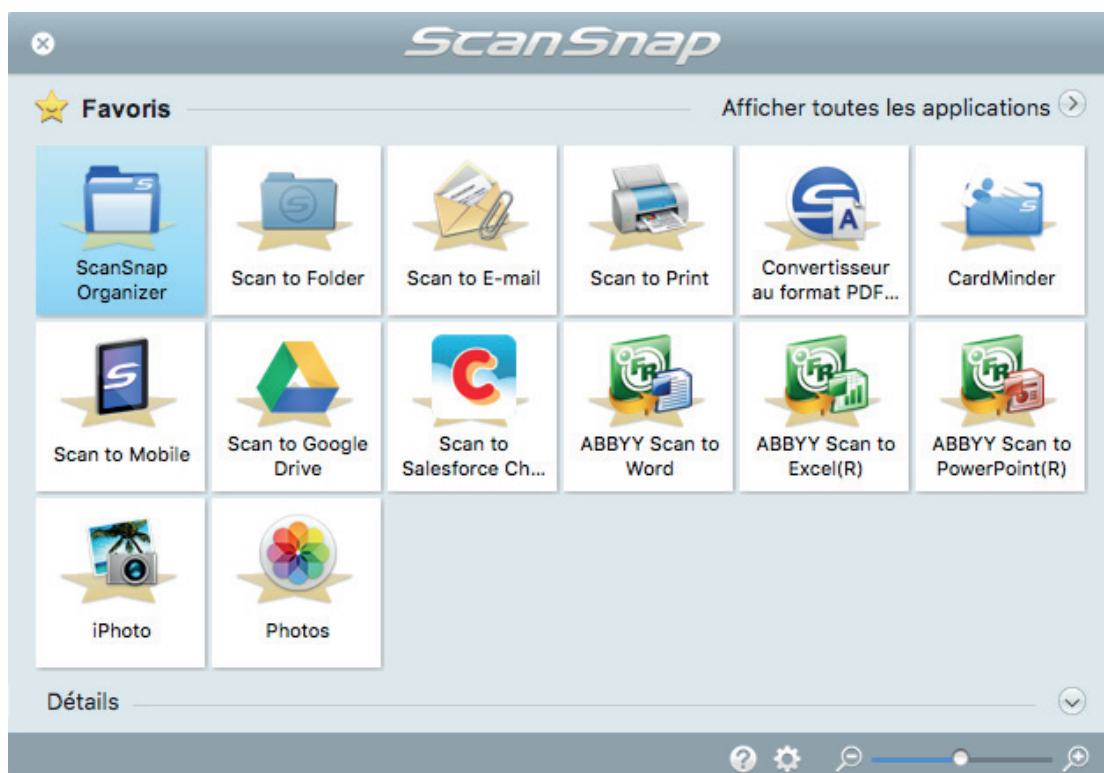 ScanSnap
Favoris
Afficher toutes les applications
ScanSnap
Organizer
Scan to Folder
Scan to E-mail
Scan to Print
Convertisseur
au format PDF...
CardMinder
Scan to Mobile
Scan to Google
Drive
Scan to
Salesforce Ch...
ABBYY Scan to
Word
ABBYY Scan to
Excel(R)
ABBYY Scan to
PowerPoint(R)
iPhoto
Photos
Détails